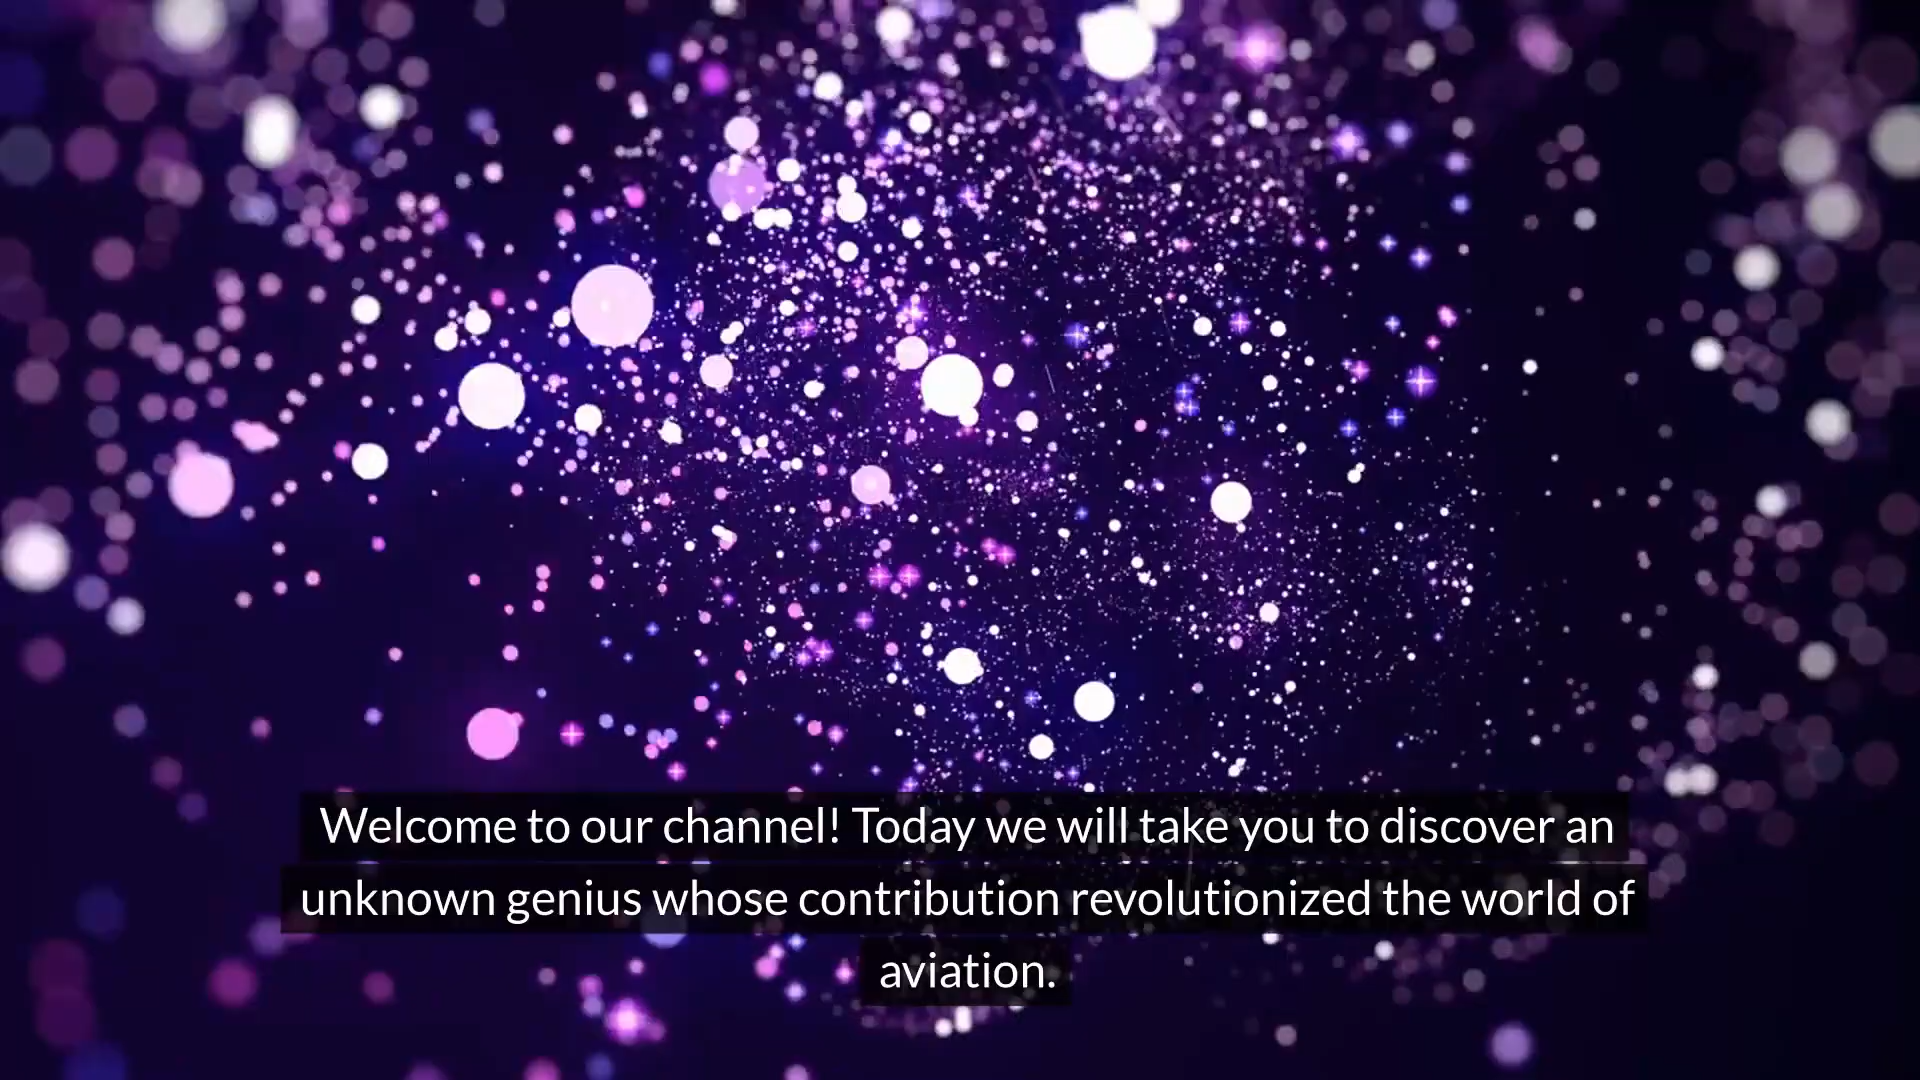 Welcome to our channel! Today we will take you to discover an
unknown genius whose contribution revolutionized the world of
aviation.